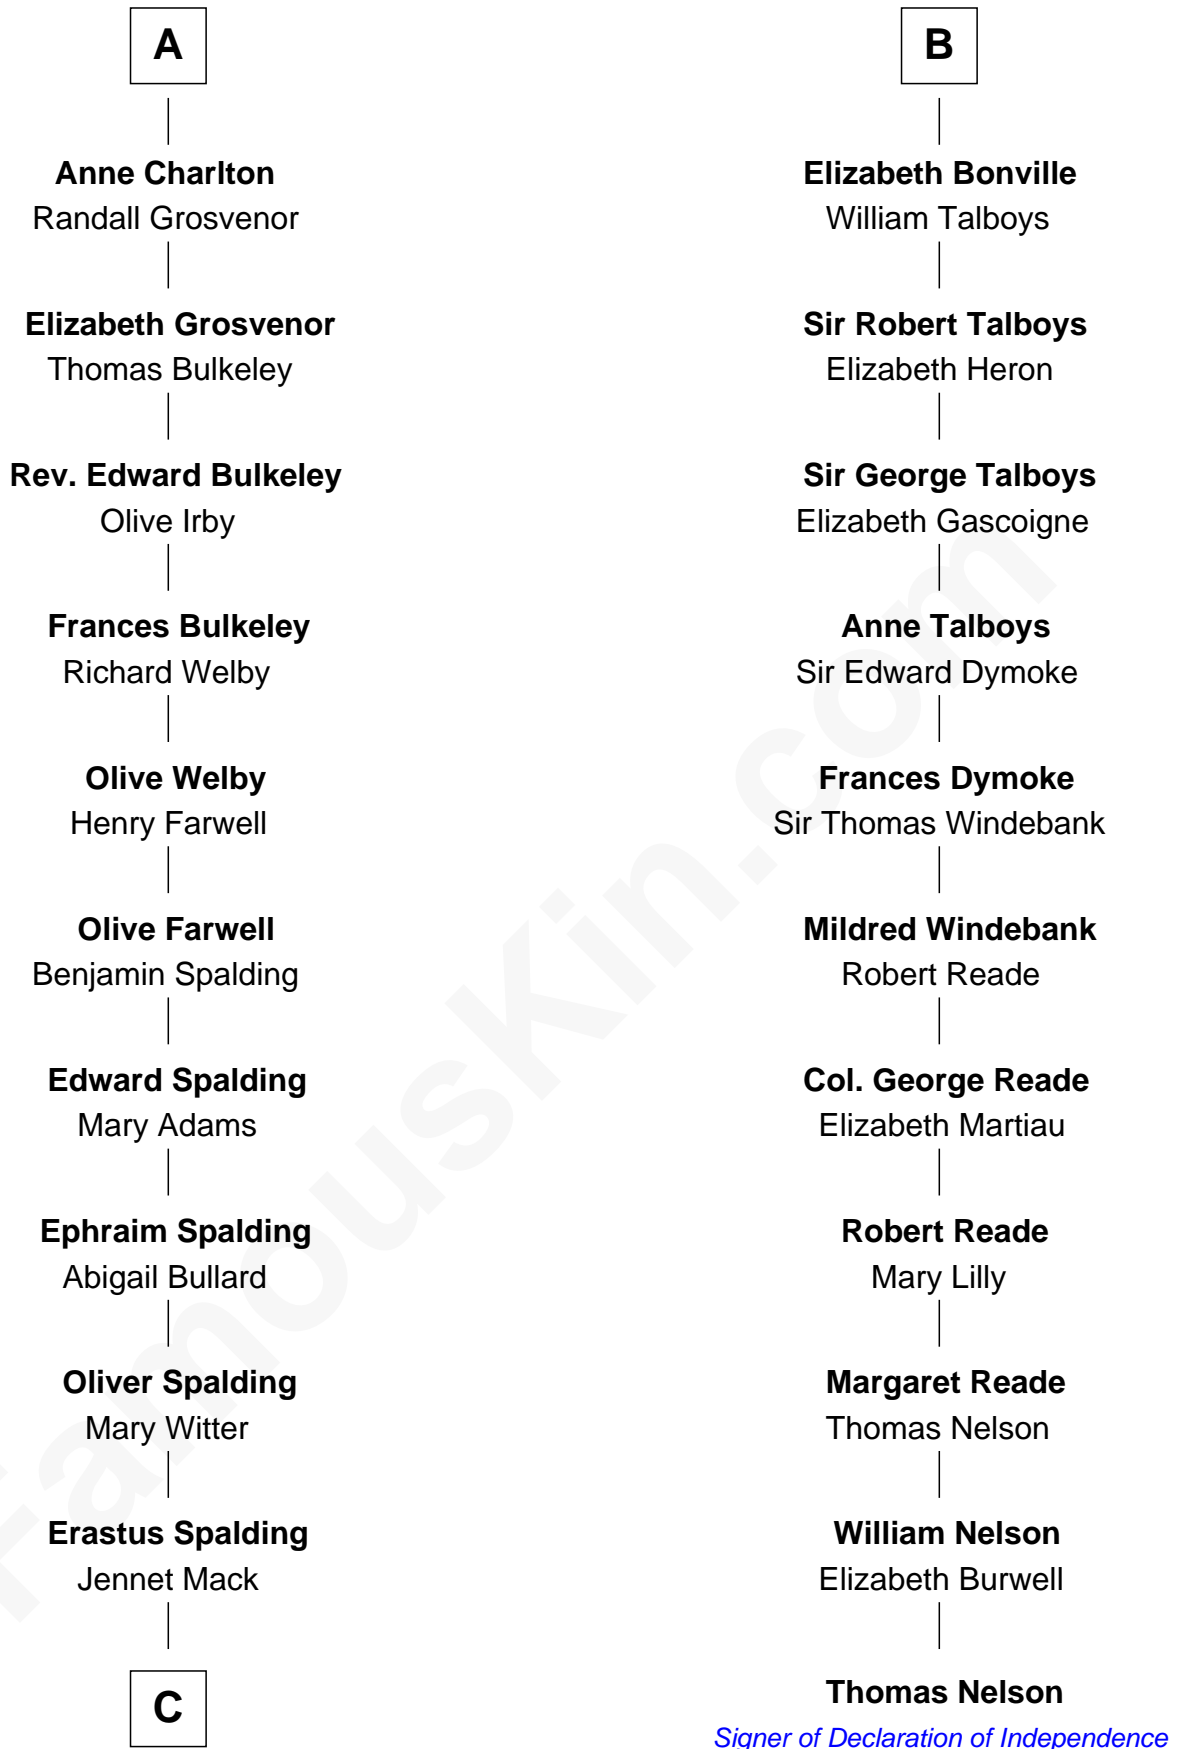 A
Anne Charlton
Randall Grosvenor
Elizabeth Grosvenor
Thomas Bulkeley
Rev. Edward Bulkeley
Olive Irby
Frances Bulkeley
Richard Welby
Olive Welby
Henry Farwell
Olive Farwell
Benjamin Spalding
Edward Spalding
Mary Adams
Ephraim Spalding
Abigail Bullard
Oliver Spalding
Mary Witter
Erastus Spalding
Jennet Mack
C
B
Elizabeth Bonville
William Talboys
Sir Robert Talboys
Elizabeth Heron
Sir George Talboys
Elizabeth Gascoigne
Anne Talboys
Sir Edward Dymoke
Frances Dymoke
Sir Thomas Windebank
Mildred Windebank
Robert Reade
Col. George Reade
Elizabeth Martiau
Robert Reade
Mary Lilly
Margaret Reade
Thomas Nelson
William Nelson
Elizabeth Burwell
Thomas Nelson
Signer of Declaration of Independence
FamousKin.com